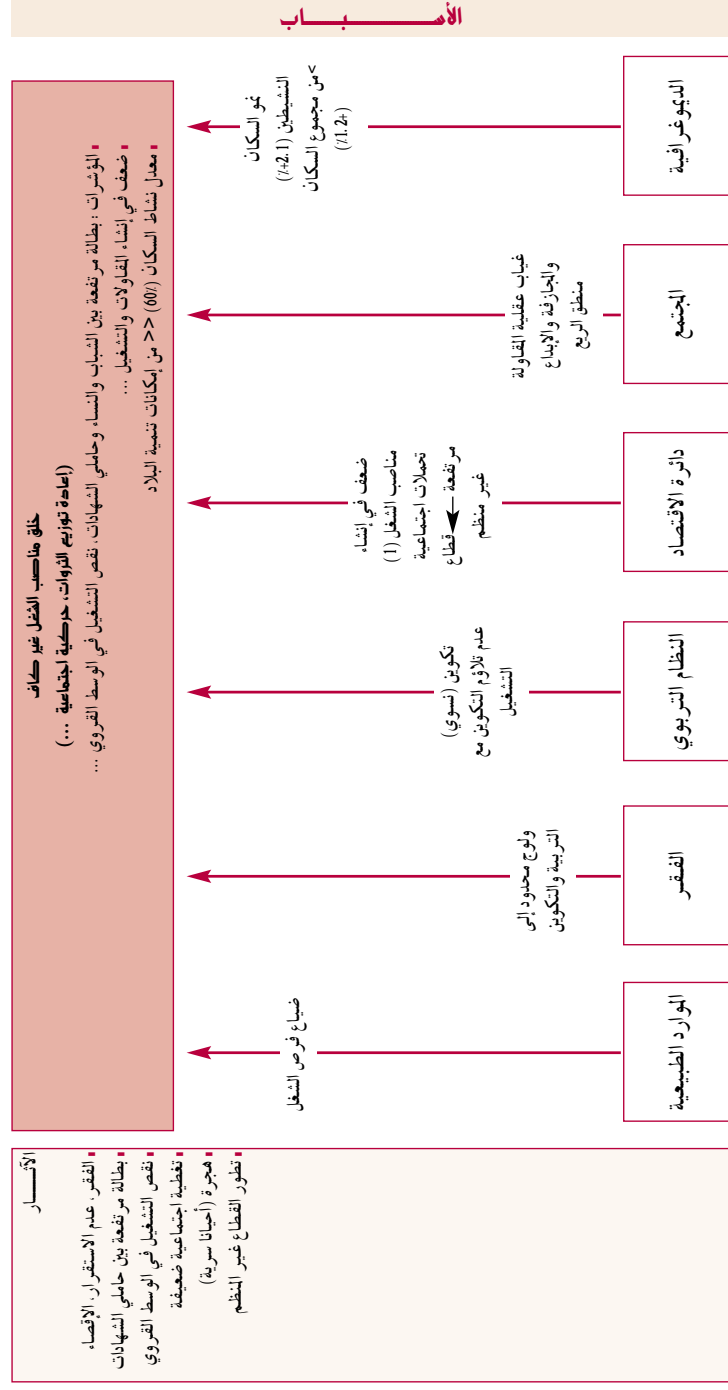 الأســـــبـــــاب
خلق مناصب الشغل غير كاف
(إعادة توزيع الثروات، حركية اجتماعية ...)
المؤشرات : بطالة مرتفعة بين الشباب والنساء وحاملي الشهادات، نقص التشغيل في الوسط القروي ...
ضعف في إنشاء المقاولات والتشغيل ...
معدل نشاط السكان (60٪) << من إمكانات تنمية البلاد
نمو السكان
النشيطين (2.1+٪)
>من مجموع السكان
(+1.2٪)
الديموغرافية
غياب عقلية المقاولة
والمجازفة والإبداع
منطق الريع
المجتمع
ضعف في إنشاء
مناصب الشغل (1)
تحملات اجتماعية
مرتفعة ← قطاع
غير منظم
دائرة الاقتصاد
تكوين (نسوي)
عدم تلاؤم التكوين مع
التشغيل
النظام التربوي
ولوج محدود إلى
التربية والتكوين
الفقر
ضياع فرص الشغل
الموارد الطبيعية
الآثـــــار
الفقر، عدم الاستقرار، الإقصاء
بطالة مرتفعة بين حاملي الشهادات
نقص التشغيل في الوسط القروي
تغطية اجتماعية ضعيفة
هجرة (أحيانا سرية)
تطور القطاع غير المنظم